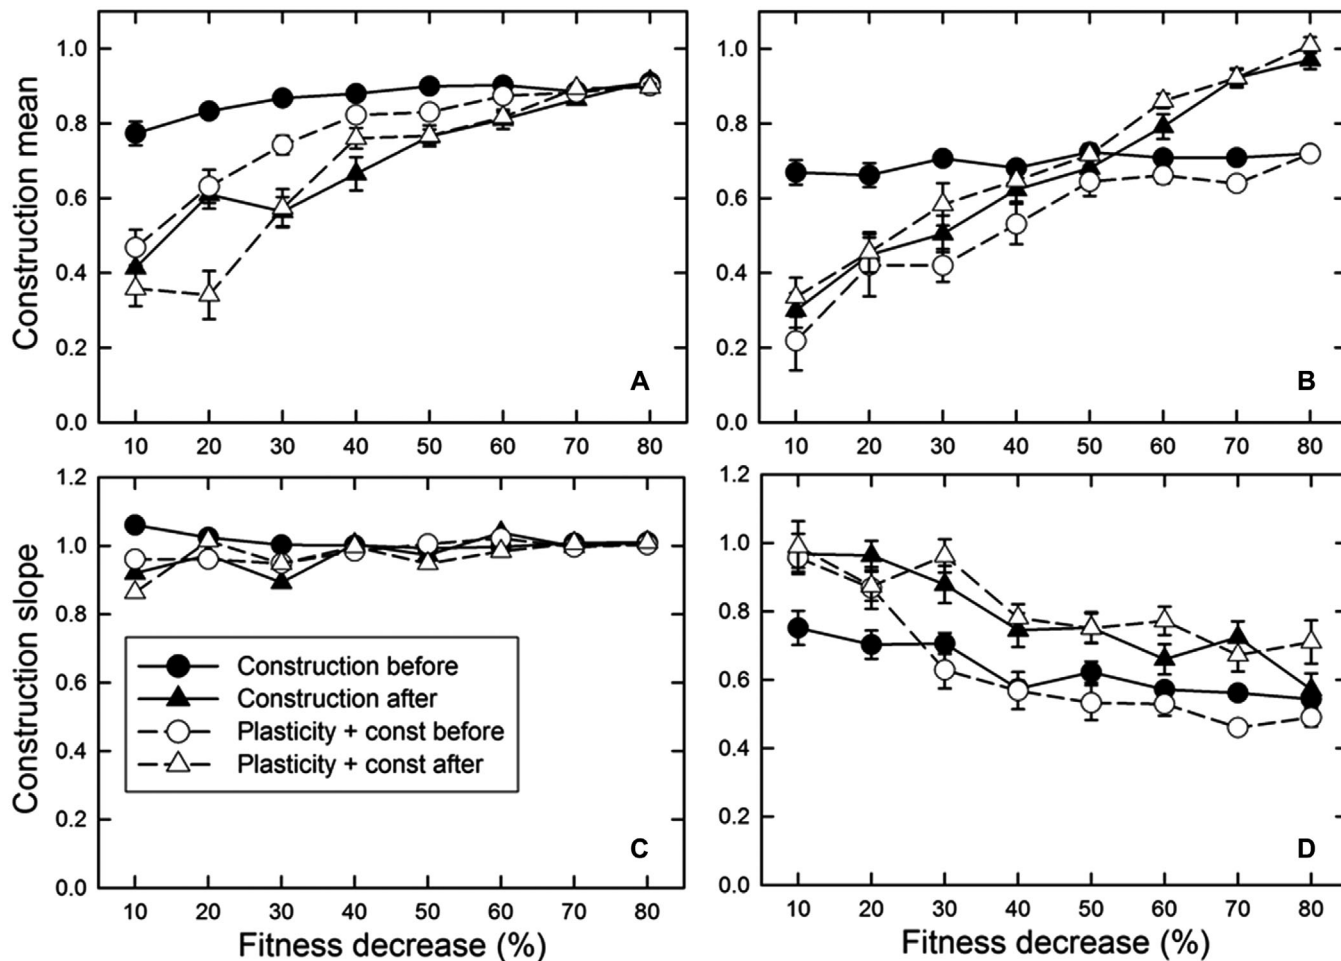 Construction mean
1.0
0.8
0.6
0.4
0.2
0.0
A
10 20 30 40 50 60 70 80
1.0
0.8
0.6
0.4
0.2
0.0
B
10 20 30 40 50 60 70 80
Construction slope
1.2
1.0
0.8
0.6
0.4
0.2
0.0
Construction before
Construction after
Plasticity + const before
Plasticity + const after
C
10 20 30 40 50 60 70 80
Fitness decrease (%)
1.2
1.0
0.8
0.6
0.4
0.2
0.0
D
10 20 30 40 50 60 70 80
Fitness decrease (%)